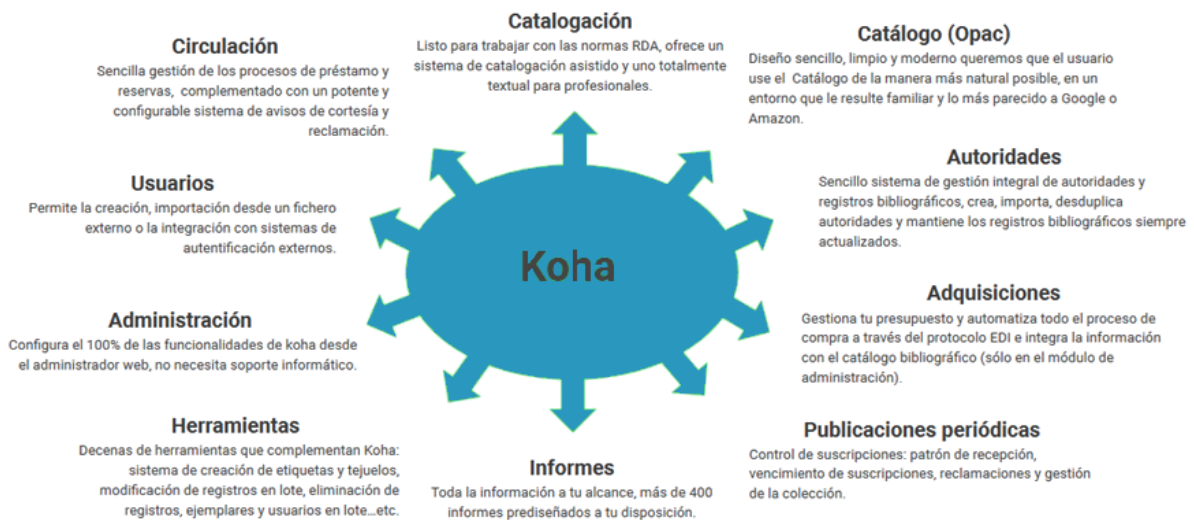 Catalogación
Listo para trabajar con las normas RDA, ofrece un
sistema de catalogación asistido y uno totalmente
textual para profesionales.
Circulación
Sencilla gestión de los procesos de préstamo y
reservas, complementado con un potente y
configurable sistema de avisos de cortesía y
reclamación.
Catálogo (Opac)
Diseño sencillo, limpio y moderno queremos que el usuario
use el Catálogo de la manera más natural posible, en un
entorno que le resulte familiar y lo más parecido a Google o
Amazon.
Usuarios
Permite la creación, importación desde un fichero
externo o la integración con sistemas de
autentificación externos.
Autoridades
Sencillo sistema de gestión integral de autoridades y
registros bibliográficos, crea, importa, desduplica
autoridades y mantiene los registros bibliográficos siempre
actualizados.
Koha
Administración
Configura el 100% de las funcionalidades de koha desde
el administrador web, no necesita soporte informático.
Adquisiciones
Gestiona tu presupuesto y automatiza todo el proceso de
compra a través del protocolo EDI e integra la información
con el catálogo bibliográfico (sólo en el módulo de
administración).
Herramientas
Decenas de herramientas que complementan Koha:
sistema de creación de etiquetas y tejuelos,
modificación de registros en lote, eliminación de
registros, ejemplares y usuarios en lote...etc.
Informes
Toda la información a tu alcance, más de 400
informes prediseñados a tu disposición.
Publicaciones periódicas
Control de suscripciones: patrón de recepción,
vencimiento de suscripciones, reclamaciones y gestión
de la colección.